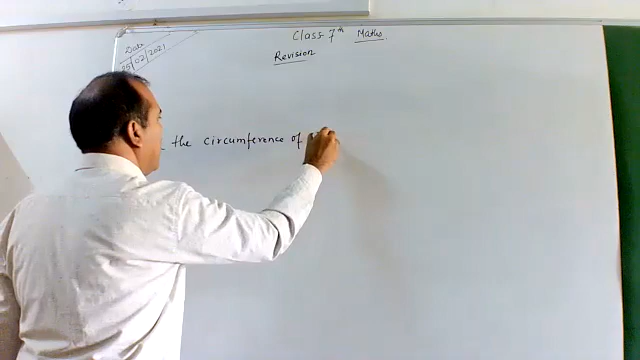 Class 7th Maths
Revision
Date
25/02/2021
the circumference of